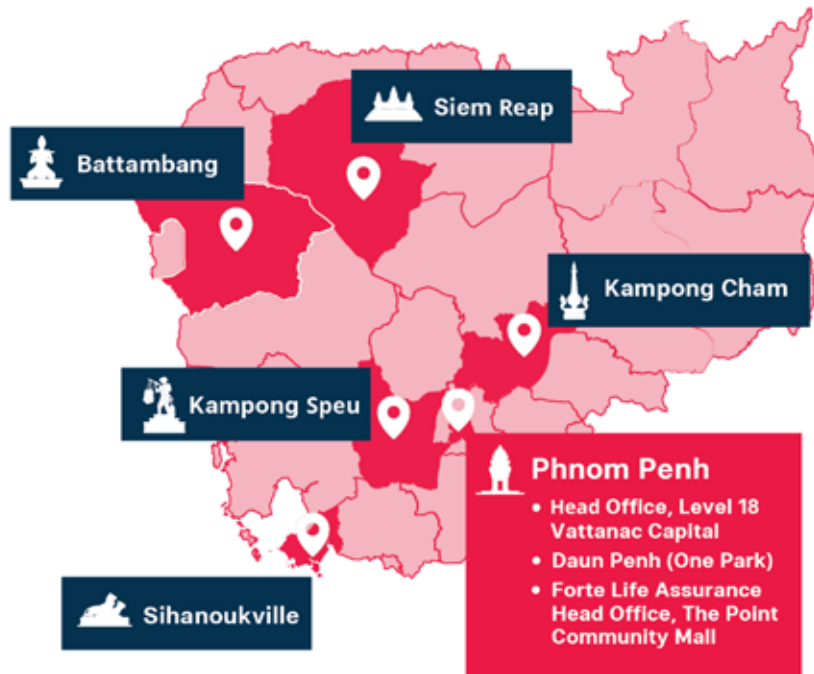 Siem Reap
Battambang
Kampong Cham
Kampong Speu
Phnom Penh
• Head Office, Level 18
Vattanac Capital
• Daun Penh (One Park)
• Forte Life Assurance
Head Office, The Point
Community Mall
Sihanoukville